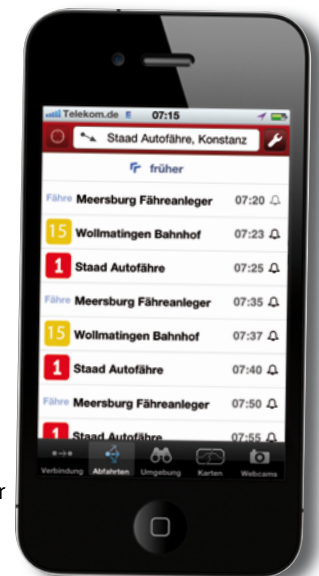 Telekom.de E 07:15
Staad Autofähre, Konstanz
früher
Fähre Meersburg Fähreanleger 07:20
15 Wollmatingen Bahnhof 07:23
1 Staad Autofähre 07:25
Fähre Meersburg Fähreanleger 07:35
15 Wollmatingen Bahnhof 07:37
1 Staad Autofähre 07:40
Fähre Meersburg Fähreanleger 07:50
1 Staad Autofähre 07:55
Verbindung Abfahrten Umgebung Karten Webcams
r